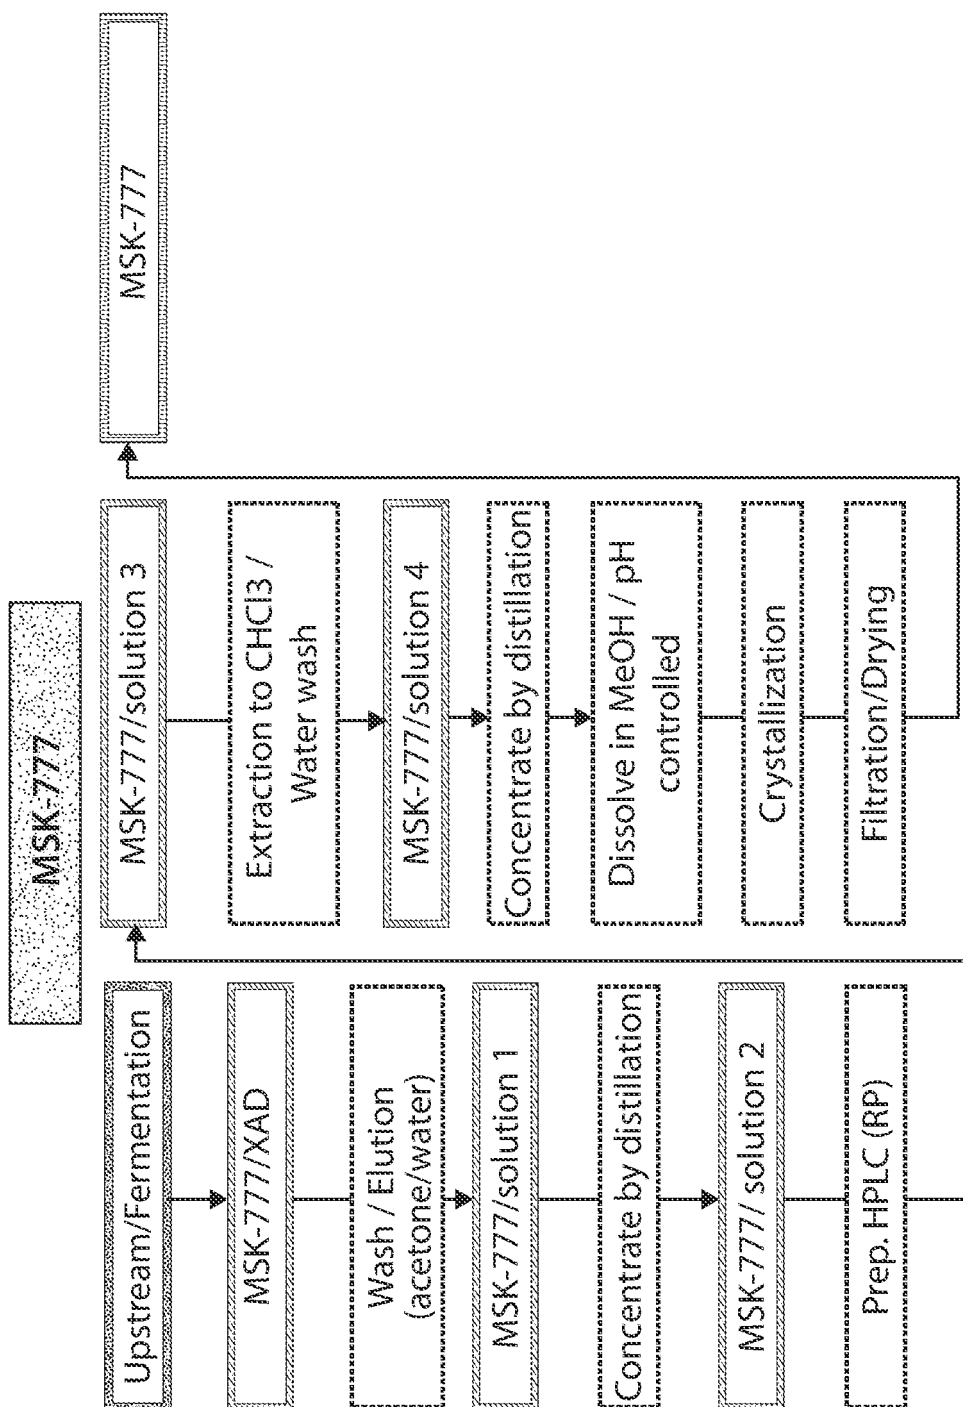 MSK-777
Upstream/Fermentation
MSK-777/XAD
Wash / Elution
(acetone/water)
MSK-777/solution 1
Concentrate by distillation
MSK-777/ solution 2
Prep. HPLC (RP)
MSK-777/solution 3
Extraction to CHCl3 /
Water wash
MSK-777/solution 4
Concentrate by distillation
Dissolve in MeOH / pH
controlled
Crystallization
Filtration/Drying
MSK-777